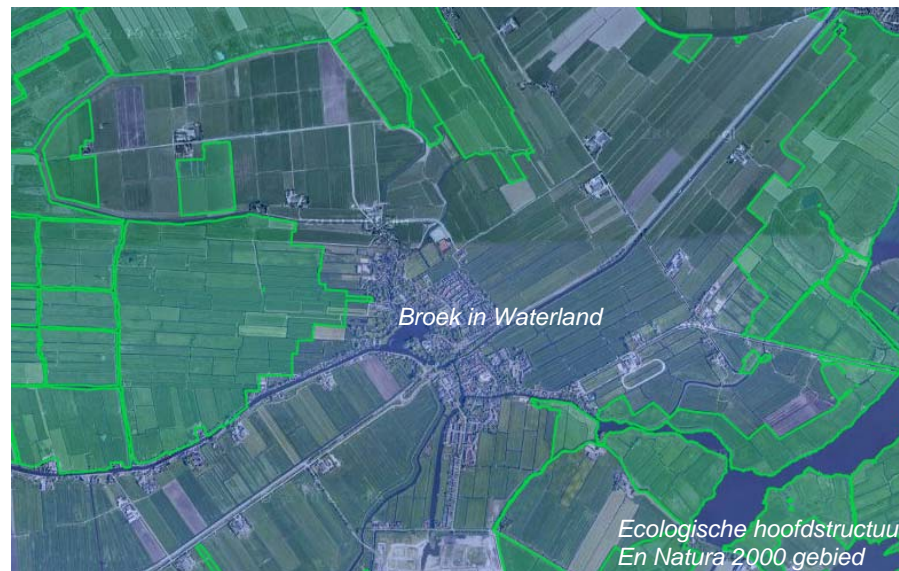 Broek in Waterland
Ecologische hoofdstructuu
En Natura 2000 gebied